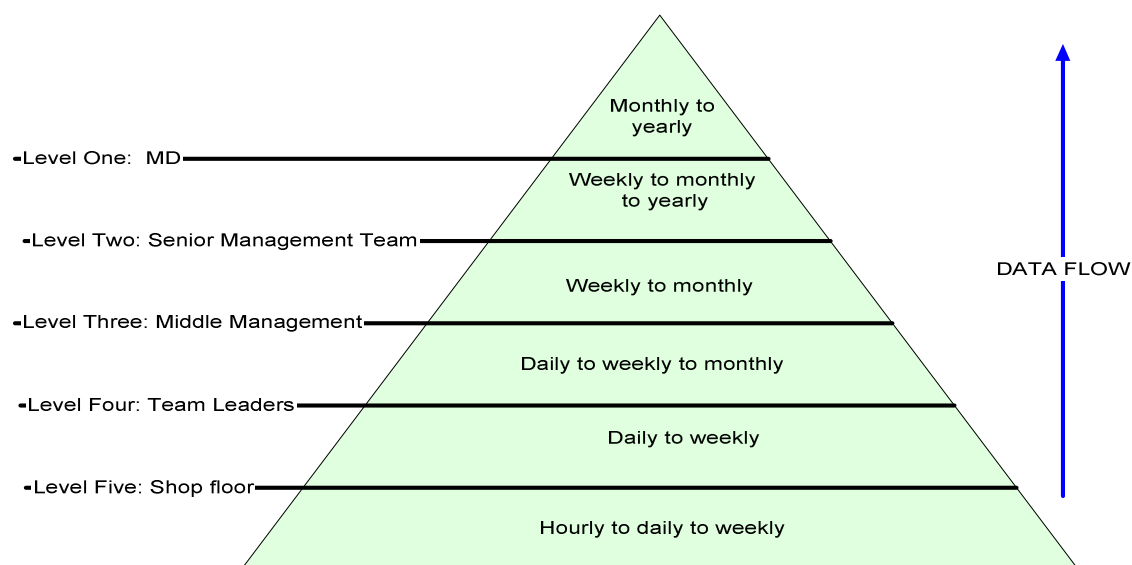 Monthly to
yearly
Level One:  MD
Weekly to monthly
to yearly
Level Two: Senior Management Team
DATA FLOW
Weekly to monthly
Level Three: Middle Management
Daily to weekly to monthly
Level Four: Team Leaders
Daily to weekly
Level Five: Shop floor
Hourly to daily to weekly